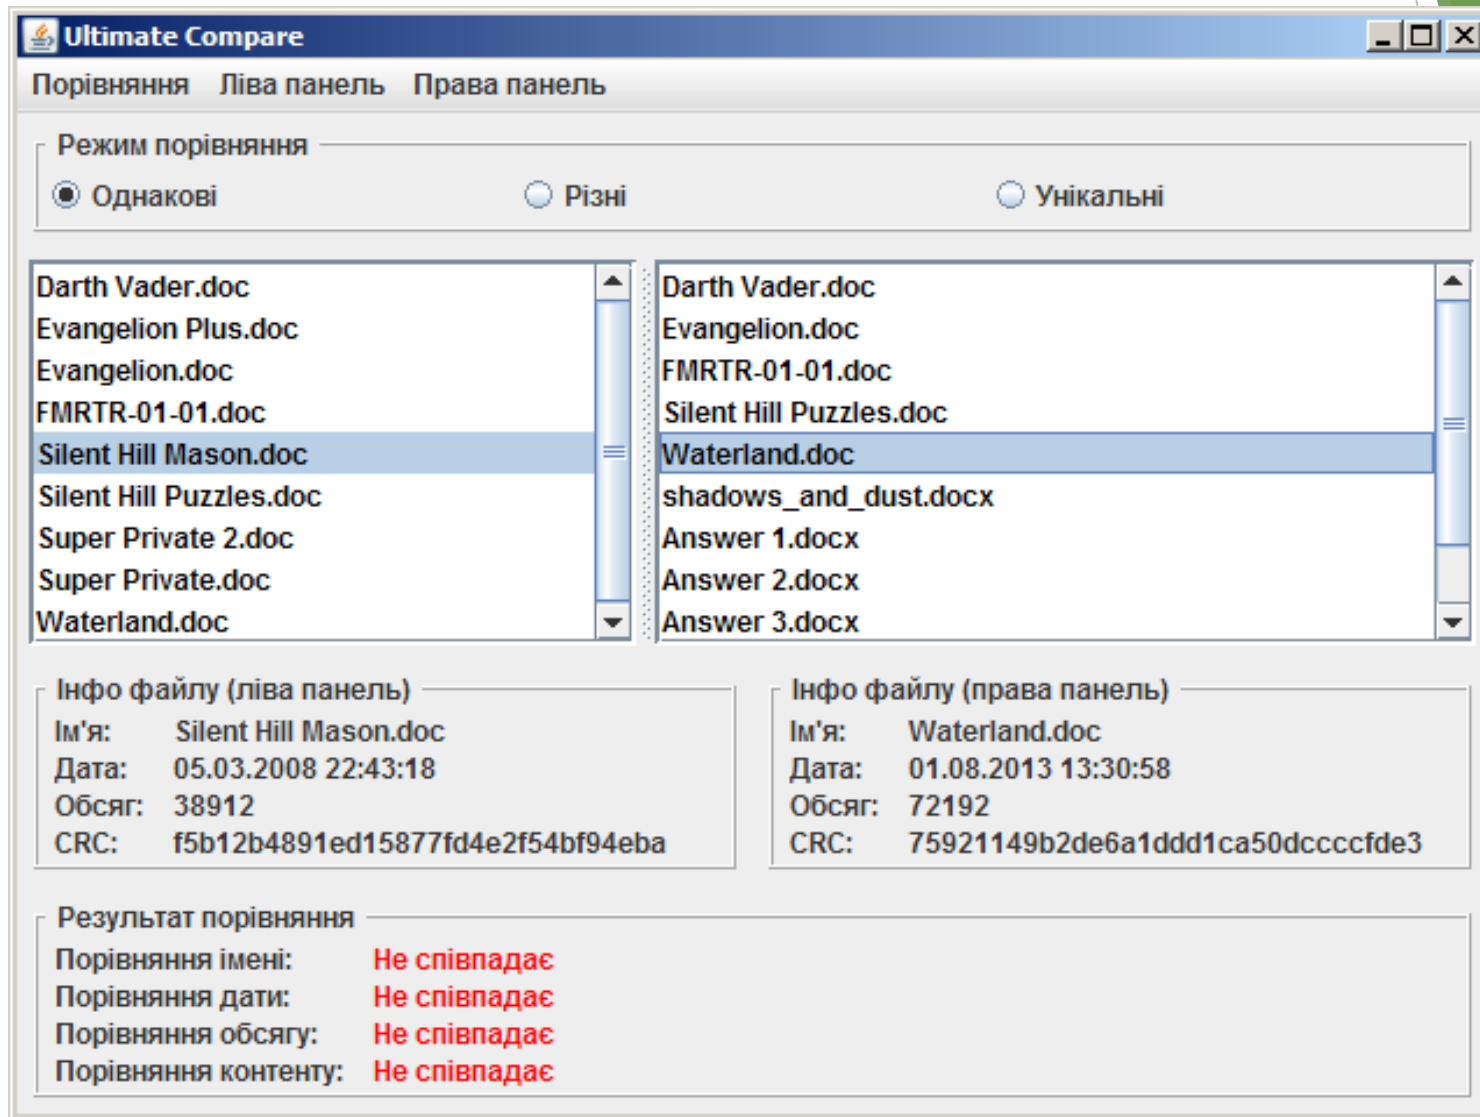 Ultimate Compare
Порівняння Ліва панель Права панель
Режим порівняння
Однакові Різні Унікальні
Darth Vader.doc
Evangelion Plus.doc
Evangelion.doc
FMRTR-01-01.doc
Silent Hill Mason.doc
Silent Hill Puzzles.doc
Super Private 2.doc
Super Private.doc
Waterland.doc
Darth Vader.doc
Evangelion.doc
FMRTR-01-01.doc
Silent Hill Puzzles.doc
Waterland.doc
shadows_and_dust.docx
Answer 1.docx
Answer 2.docx
Answer 3.docx
Інфо файлу (ліва панель)
Ім'я: Silent Hill Mason.doc
Дата: 05.03.2008 22:43:18
Обсяг: 38912
CRC: f5b12b4891ed15877fd4e2f54bf94eba
Інфо файлу (права панель)
Ім'я: Waterland.doc
Дата: 01.08.2013 13:30:58
Обсяг: 72192
CRC: 75921149b2de6a1ddd1ca50dccccfde3
Результат порівняння
Порівняння імені: Не співпадає
Порівняння дати: Не співпадає
Порівняння обсягу: Не співпадає
Порівняння контенту: Не співпадає